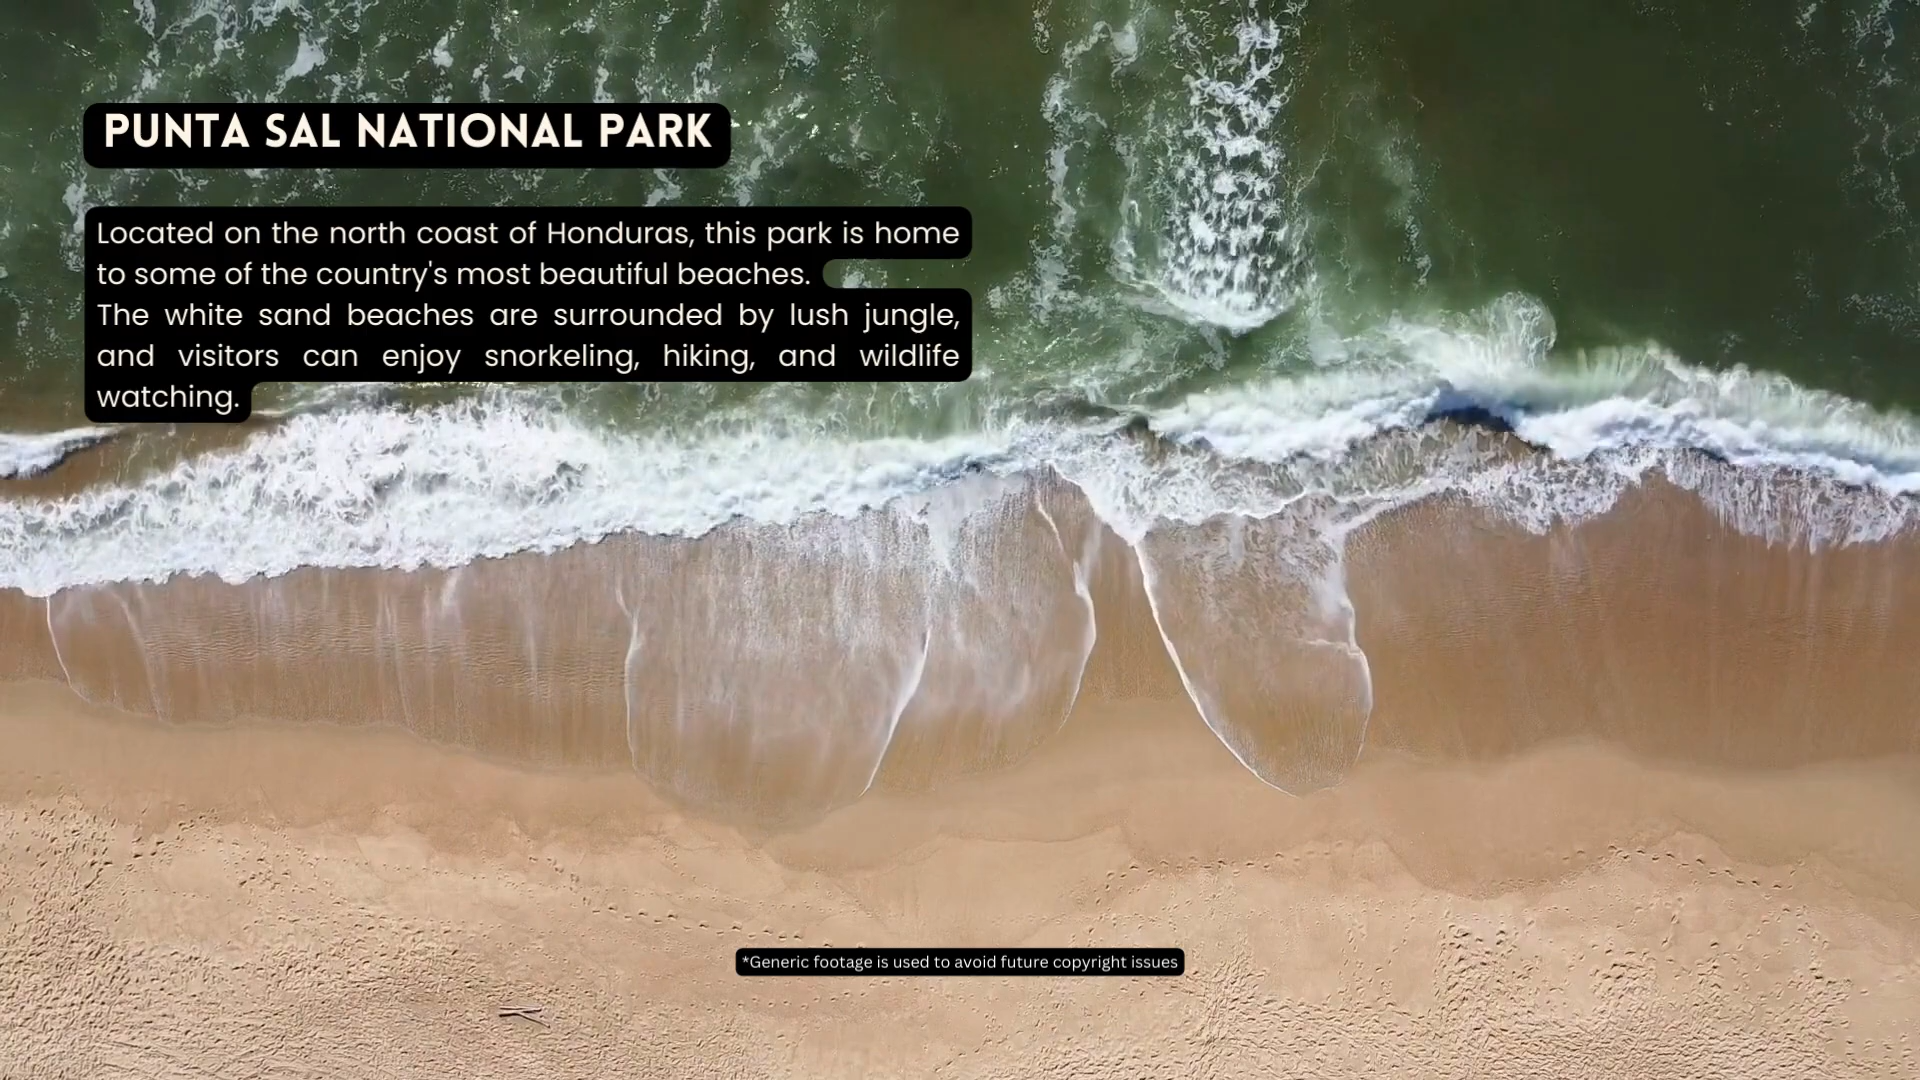 PUNTA SAL NATIONAL PARK
Located on the north coast of Honduras, this park is home
to some of the country's most beautiful beaches.
The white sand beaches are surrounded by lush jungle,
and visitors can enjoy snorkeling, hiking, and wildlife
watching.
*Generic footage is used to avoid future copyright issues